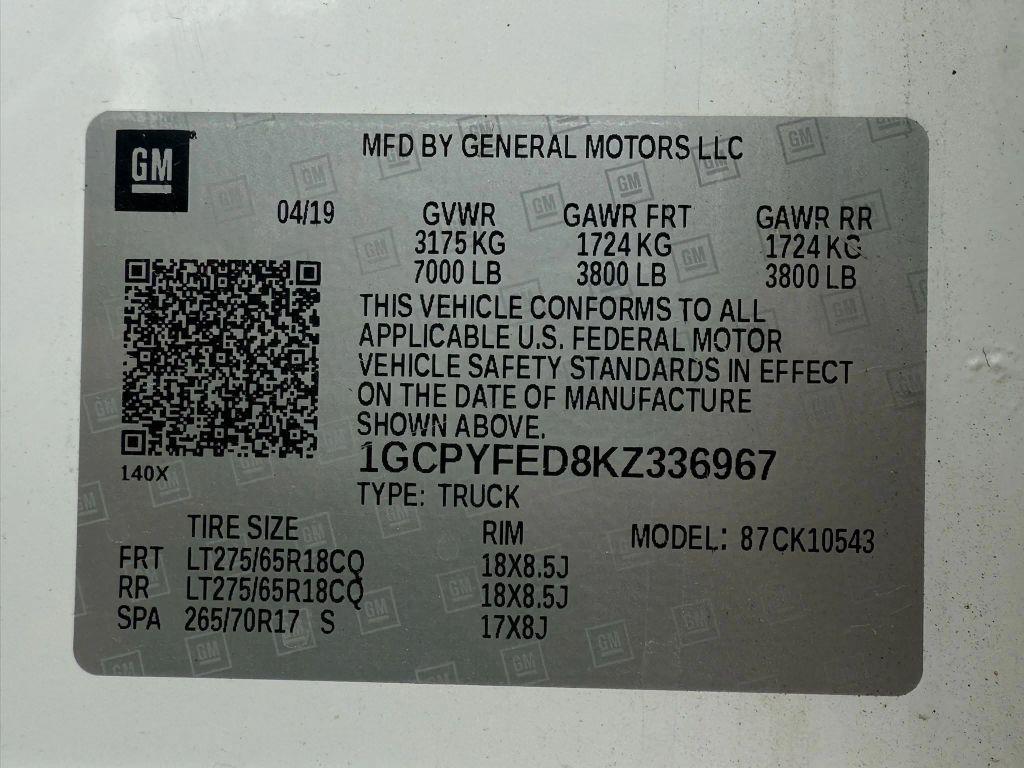 GM
MFD BY GENERAL MOTORS LLC
04/19
GVWR GAWR FRT GAWR RR
3175 KG 1724 KG 1724 KG
7000 LB 3800 LB 3800 LB
THIS VEHICLE CONFORMS TO ALL
APPLICABLE U.S. FEDERAL MOTOR
VEHICLE SAFETY STANDARDS IN EFFECT
ON THE DATE OF MANUFACTURE
SHOWN ABOVE.
1GCPYFED8KZ336967
140X
TYPE: TRUCK
TIRE SIZE RIM MODEL: 87CK10543
FRT LT275/65R18CQ 18X8.5J
RR LT275/65R18CQ 18X8.5J
SPA 265/70R17 S 17X8J